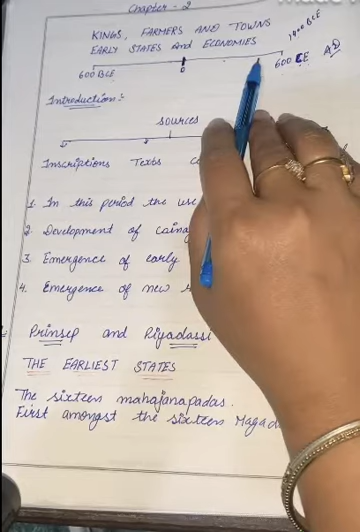 Chapter - 2
KINGS, FARMERS AND TOWNS
EARLY STATES and ECONOMIES
1900 BCE
600 BCE
0
600 CE AD
Introduction :-
Sources
Inscriptions Texts
1. In this period the use
2. Development of
3. Emergence of early
4. Emergence of new
Prinsep and Piyadassi
THE EARLIEST STATES
The sixteen mahajanapadas.
First amongst the sixteen Magad